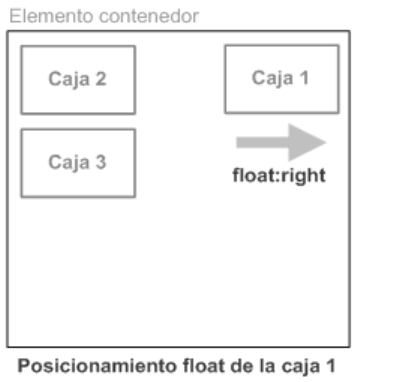 Elemento contenedor
Caja 2
Caja 1
Caja 3
float:right
Posicionamiento float de la caja 1